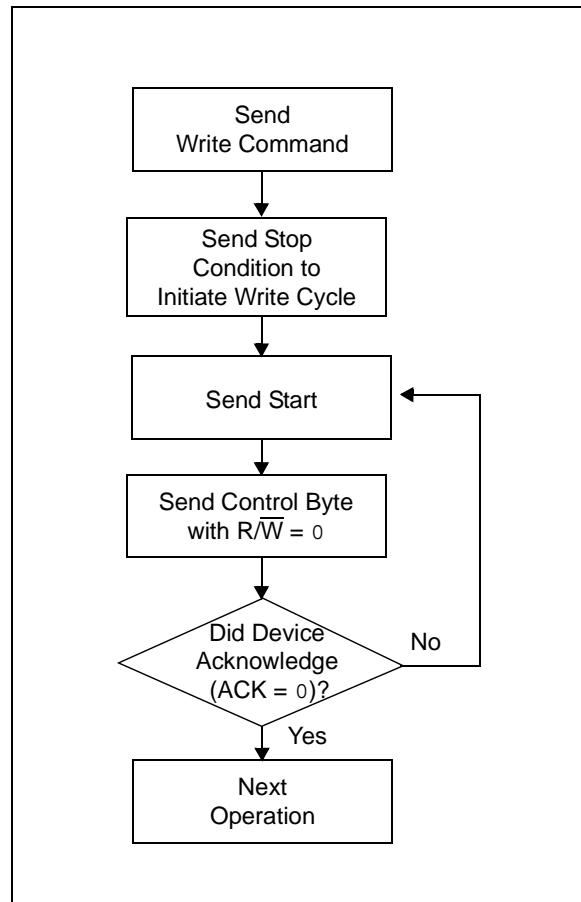 Send
Write Command
Send Stop
Condition to
Initiate Write Cycle
Send Start
Send Control Byte
with R/W̅ = 0
Did Device
Acknowledge
(ACK = 0)?
No
Yes
Next
Operation